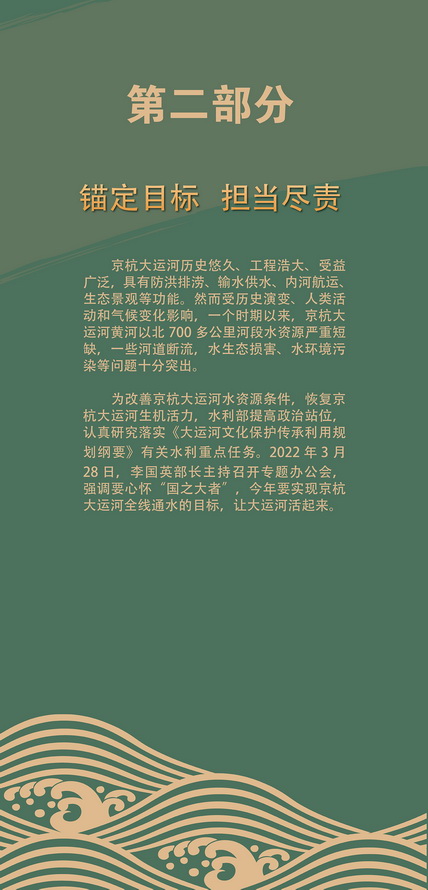 第二部分
锚定目标 担当尽责
京杭大运河历史悠久、工程浩大、受益
广泛，具有防洪排涝、输水供水、内河航运、
生态景观等功能。然而受历史演变、人类活
动和气候变化影响，一个时期以来，京杭大
运河黄河以北 700 多公里河段水资源严重短
缺，一些河道断流，水生态损害、水环境污
染等问题十分突出。
为改善京杭大运河水资源条件，恢复京
杭大运河生机活力，水利部提高政治站位，
认真研究落实《大运河文化保护传承利用规
划纲要》有关水利重点任务。2022 年 3 月
28 日，李国英部长主持召开专题办公会，
强调要心怀“国之大者”，今年要实现京杭
大运河全线通水的目标，让大运河活起来。